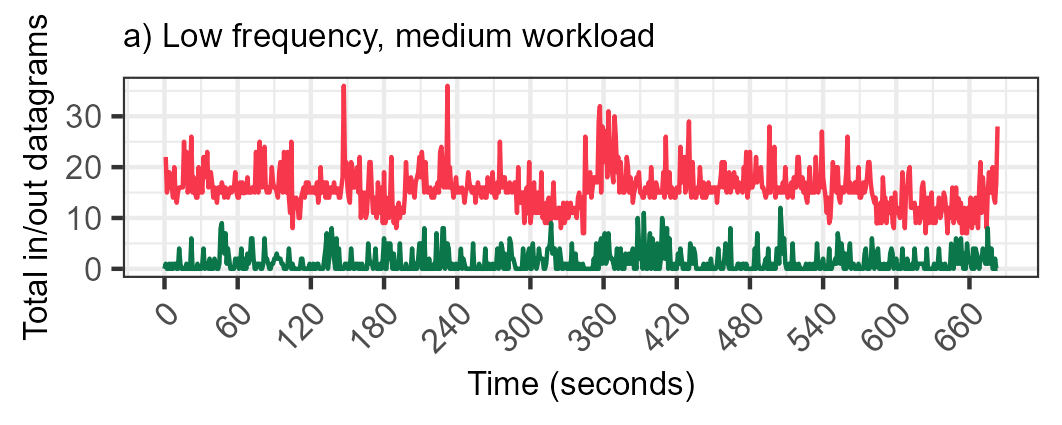 a) Low frequency, medium workload
Total in/out datagrams
30
20
10
0
0 60 120 180 240 300 360 420 480 540 600 660
Time (seconds)